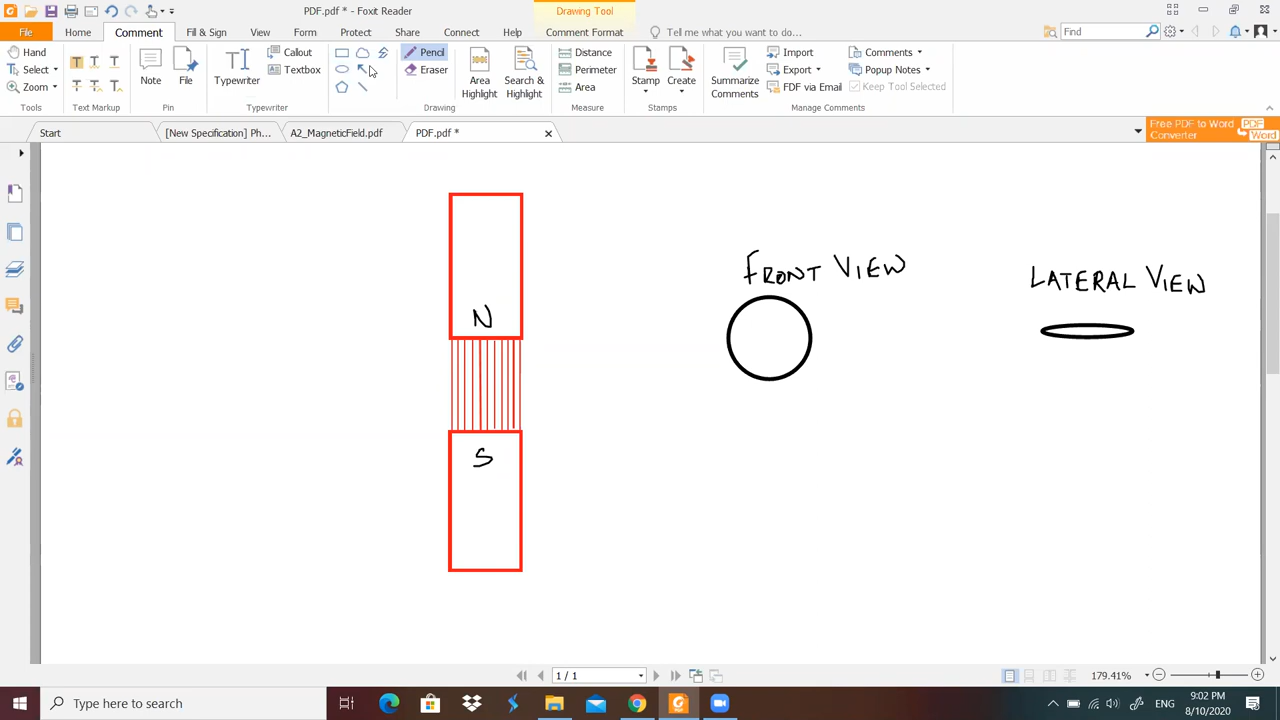 PDF.pdf * - Foxit Reader
Drawing Tool
File
Home
Comment
Fill & Sign
View
Form
Protect
Share
Connect
Help
Comment Format
Tell me what you want to do...
Find
Hand
Select
Zoom
Tools
Text Markup
Note
File
Pin
Typewriter
Callout
Textbox
Typewriter
Pencil
Eraser
Drawing
Area Highlight
Search & Highlight
Distance
Perimeter
Area
Measure
Stamp
Create
Stamps
Summarize Comments
Import
Export
FDF via Email
Comments
Popup Notes
Keep Tool Selected
Manage Comments
Start
[New Specification] Ph...
A2_MagneticField.pdf
PDF.pdf *
Free PDF to Word Converter
PDF
Word
N
S
FRONT VIEW
LATERAL VIEW
1 / 1
179.41%
Type here to search
ENG
9:02 PM
8/10/2020